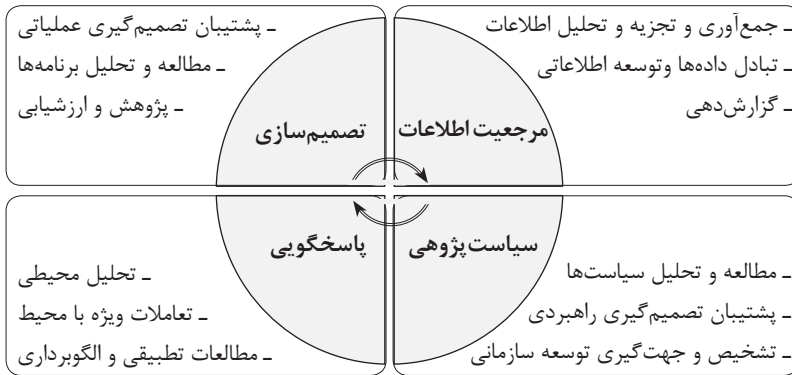 ـ جمع‌آوری و تجزیه و تحلیل اطلاعات
ـ تبادل داده‌ها وتوسعه اطلاعاتی
ـ گزارش‌دهی
مرجعیت اطلاعات
ـ پشتیبان تصمیم‌گیری عملیاتی
ـ مطالعه و تحلیل برنامه‌ها
ـ پژوهش و ارزشیابی
تصمیم‌سازی
سیاست‌پژوهی
ـ مطالعه و تحلیل سیاست‌ها
ـ پشتیبان تصمیم‌گیری راهبردی
ـ تشخیص و جهت‌گیری توسعه سازمانی
پاسخگویی
ـ تحلیل محیطی
ـ تعاملات ویژه با محیط
ـ مطالعات تطبیقی و الگوبرداری